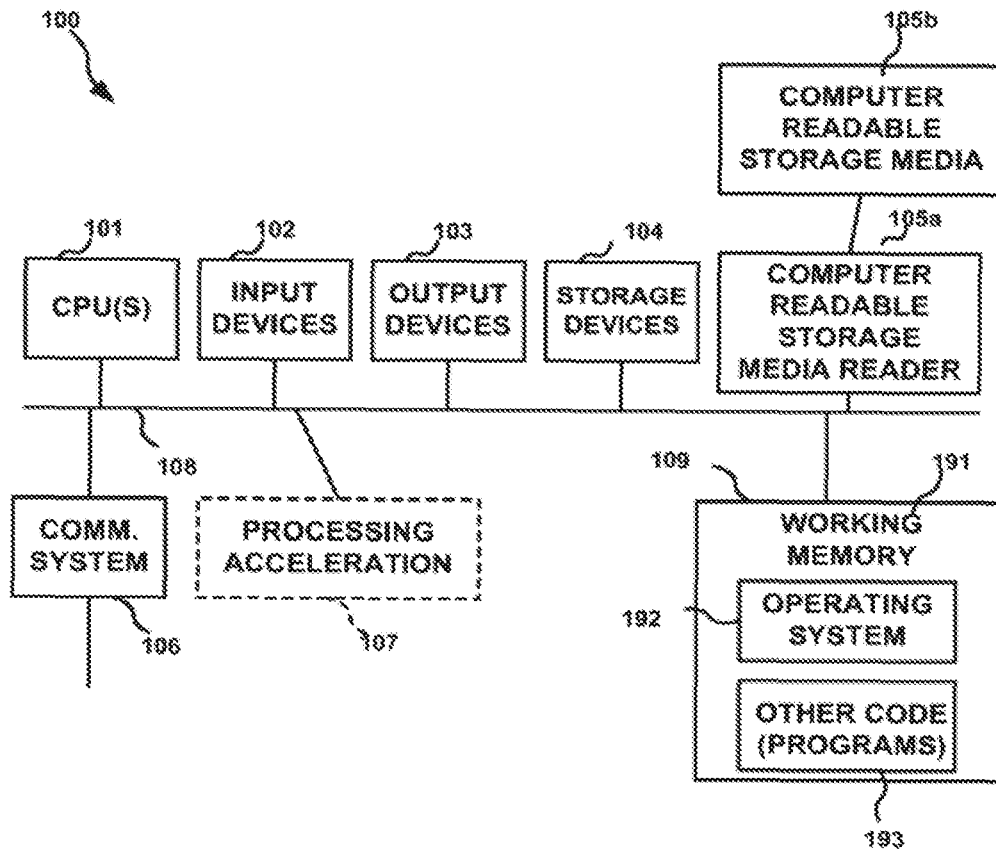 100
105b
COMPUTER
READABLE
STORAGE MEDIA
101
102
103
104
105a
CPU(S)
INPUT
DEVICES
OUTPUT
DEVICES
STORAGE
DEVICES
COMPUTER
READABLE
STORAGE
MEDIA READER
108
109
191
COMM.
SYSTEM
PROCESSING
ACCELERATION
WORKING
MEMORY
106
107
192
OPERATING
SYSTEM
OTHER CODE
(PROGRAMS)
193